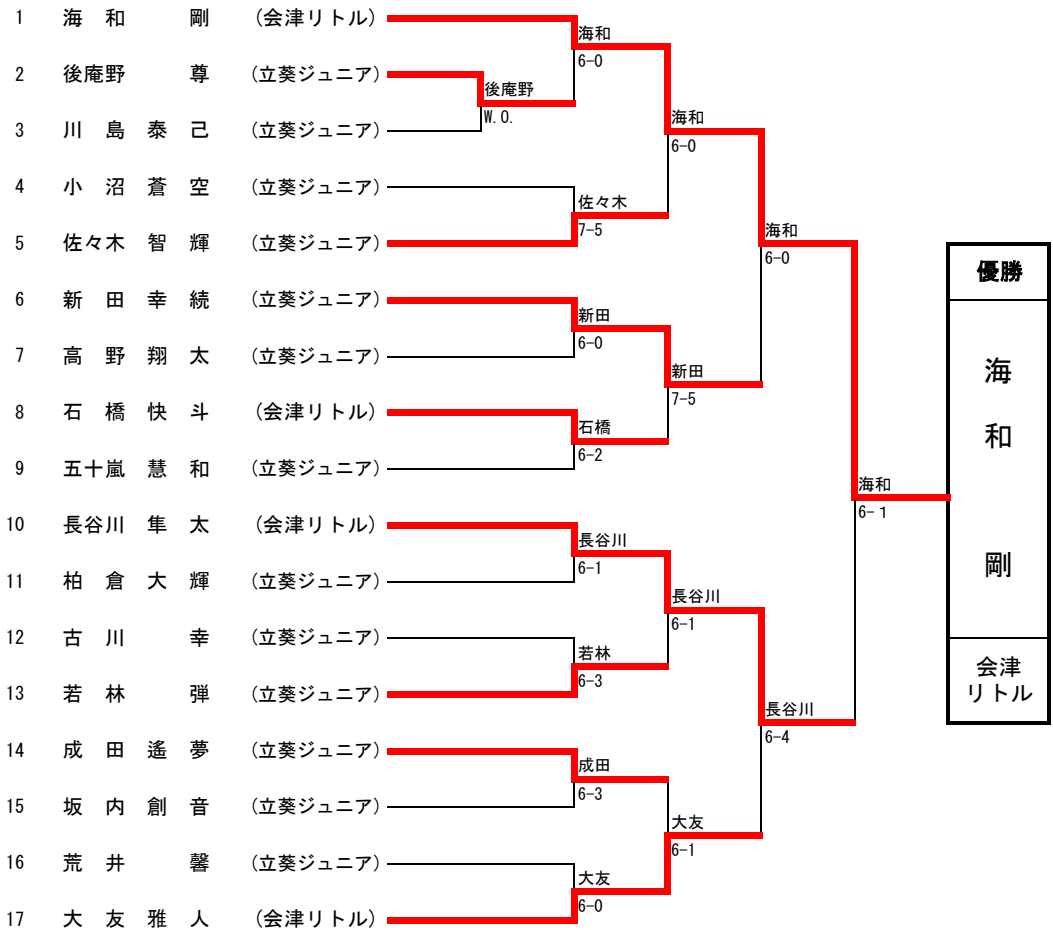 1 海 和 剛 (会津リトル)
2 後庵野 尊 (立葵ジュニア)
3 川 島 泰 己 (立葵ジュニア)
4 小 沼 蒼 空 (立葵ジュニア)
5 佐々木 智 輝 (立葵ジュニア)
6 新 田 幸 続 (立葵ジュニア)
7 高 野 翔 太 (立葵ジュニア)
8 石 橋 快 斗 (会津リトル)
9 五十嵐 慧 和 (立葵ジュニア)
10 長谷川 隼 太 (会津リトル)
11 柏 倉 大 輝 (立葵ジュニア)
12 古 川 幸 (立葵ジュニア)
13 若 林 弾 (立葵ジュニア)
14 成 田 遙 夢 (立葵ジュニア)
15 坂 内 創 音 (立葵ジュニア)
16 荒 井 馨 (立葵ジュニア)
17 大 友 雅 人 (会津リトル)
後庵野
W.O.
海和
6-0
佐々木
7-5
新田
6-0
石橋
6-2
長谷川
6-1
若林
6-3
成田
6-3
大友
6-0
海和
6-0
新田
7-5
長谷川
6-1
大友
6-1
海和
6-0
長谷川
6-4
海和
6-1
優勝
海
和
剛
会津
リトル